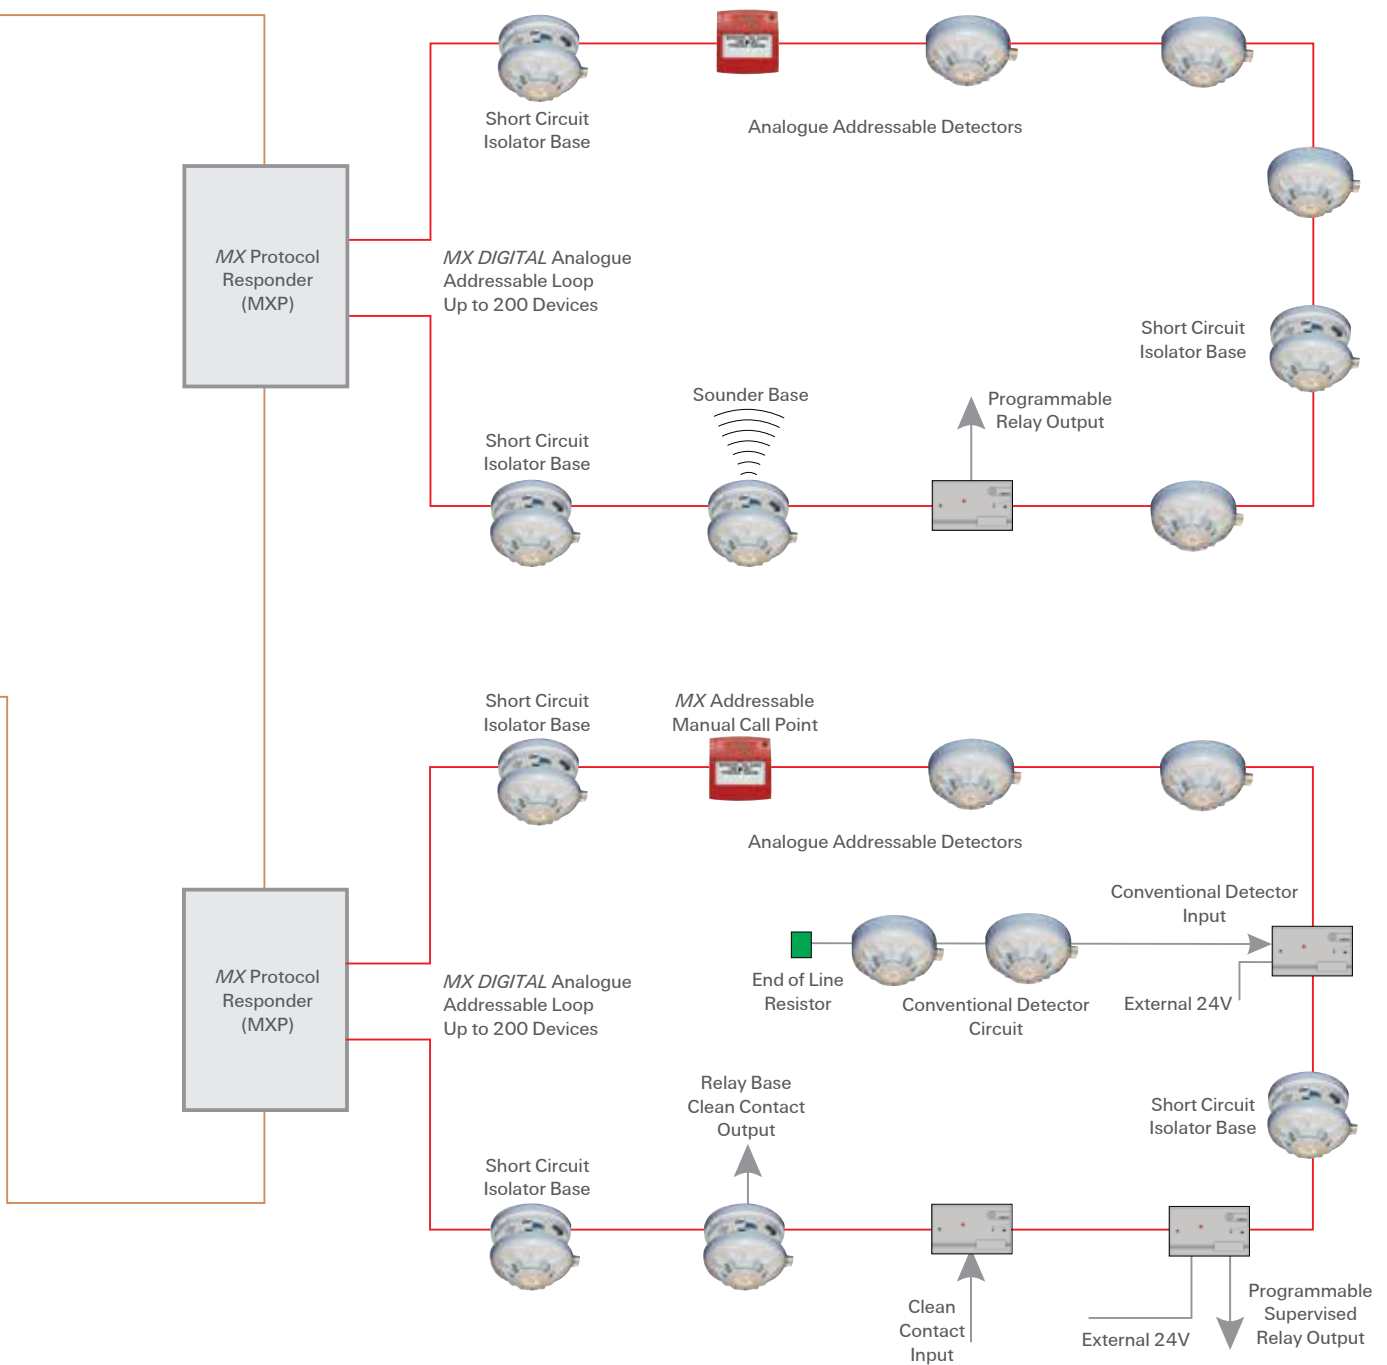 Short Circuit
Isolator Base
Analogue Addressable Detectors
MX Protocol
Responder
(MXP)
MX DIGITAL Analogue
Addressable Loop
Up to 200 Devices
Short Circuit
Isolator Base
Sounder Base
Programmable
Relay Output
Short Circuit
Isolator Base
Short Circuit
Isolator Base
MX Addressable
Manual Call Point
Analogue Addressable Detectors
Conventional Detector
Input
End of Line
Resistor
Conventional Detector
Circuit
External 24V
MX Protocol
Responder
(MXP)
MX DIGITAL Analogue
Addressable Loop
Up to 200 Devices
Relay Base
Clean Contact
Output
Short Circuit
Isolator Base
Short Circuit
Isolator Base
Clean
Contact
Input
External 24V
Programmable
Supervised
Relay Output